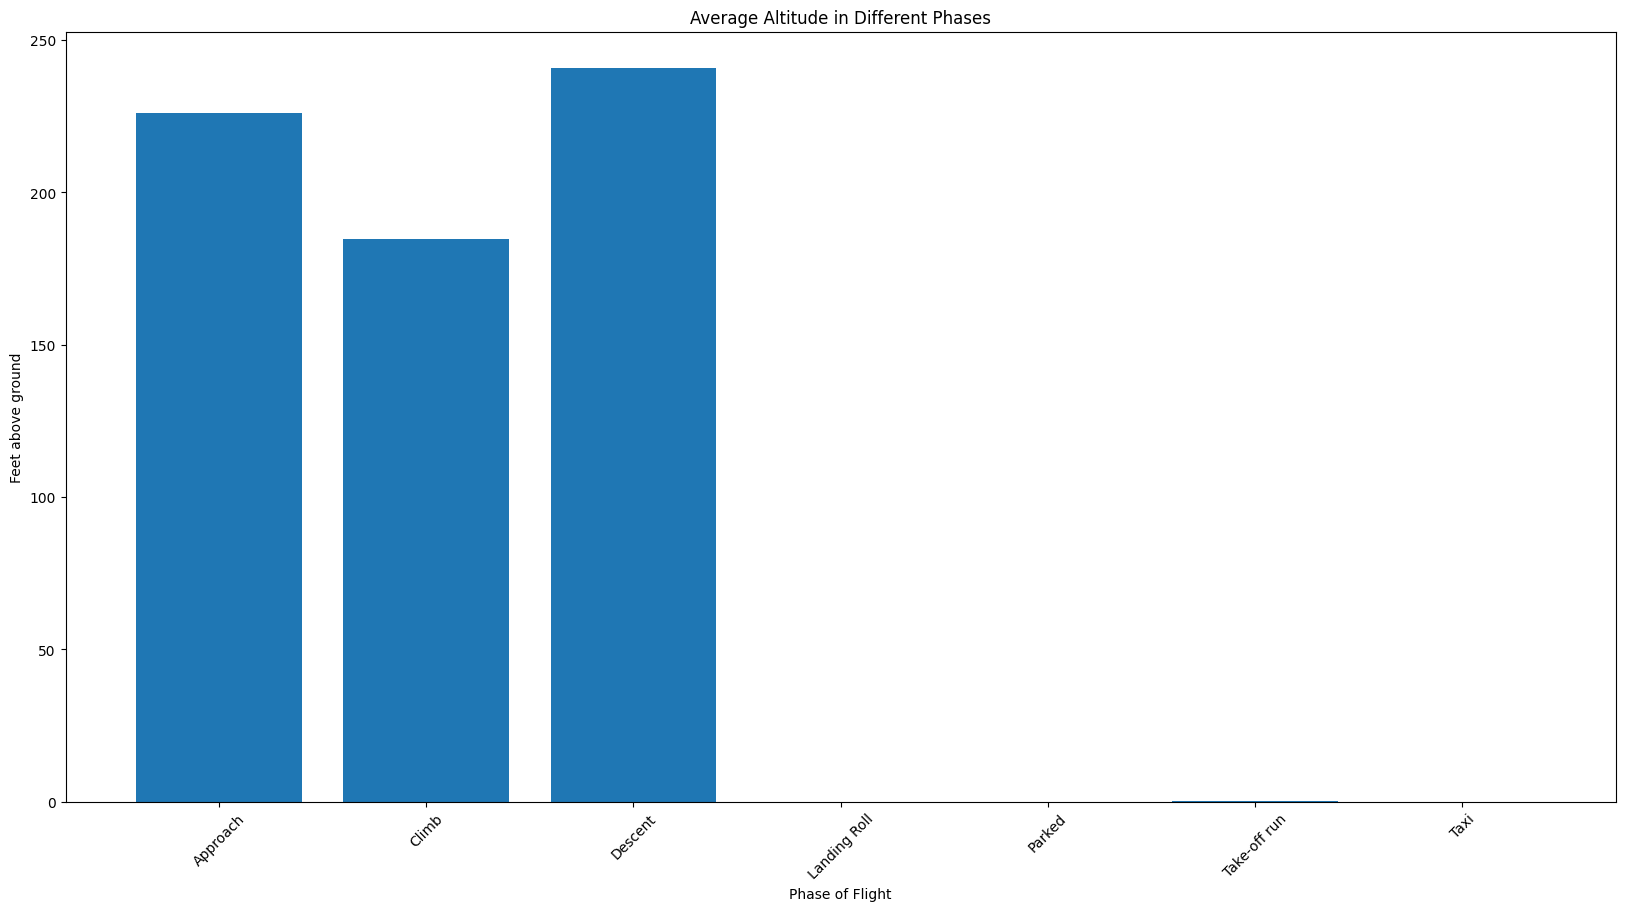 Average Altitude in Different Phases
Feet above ground
250
200
150
100
50
0
Approach
Climb
Descent
Landing Roll
Parked
Take-off run
Taxi
Phase of Flight